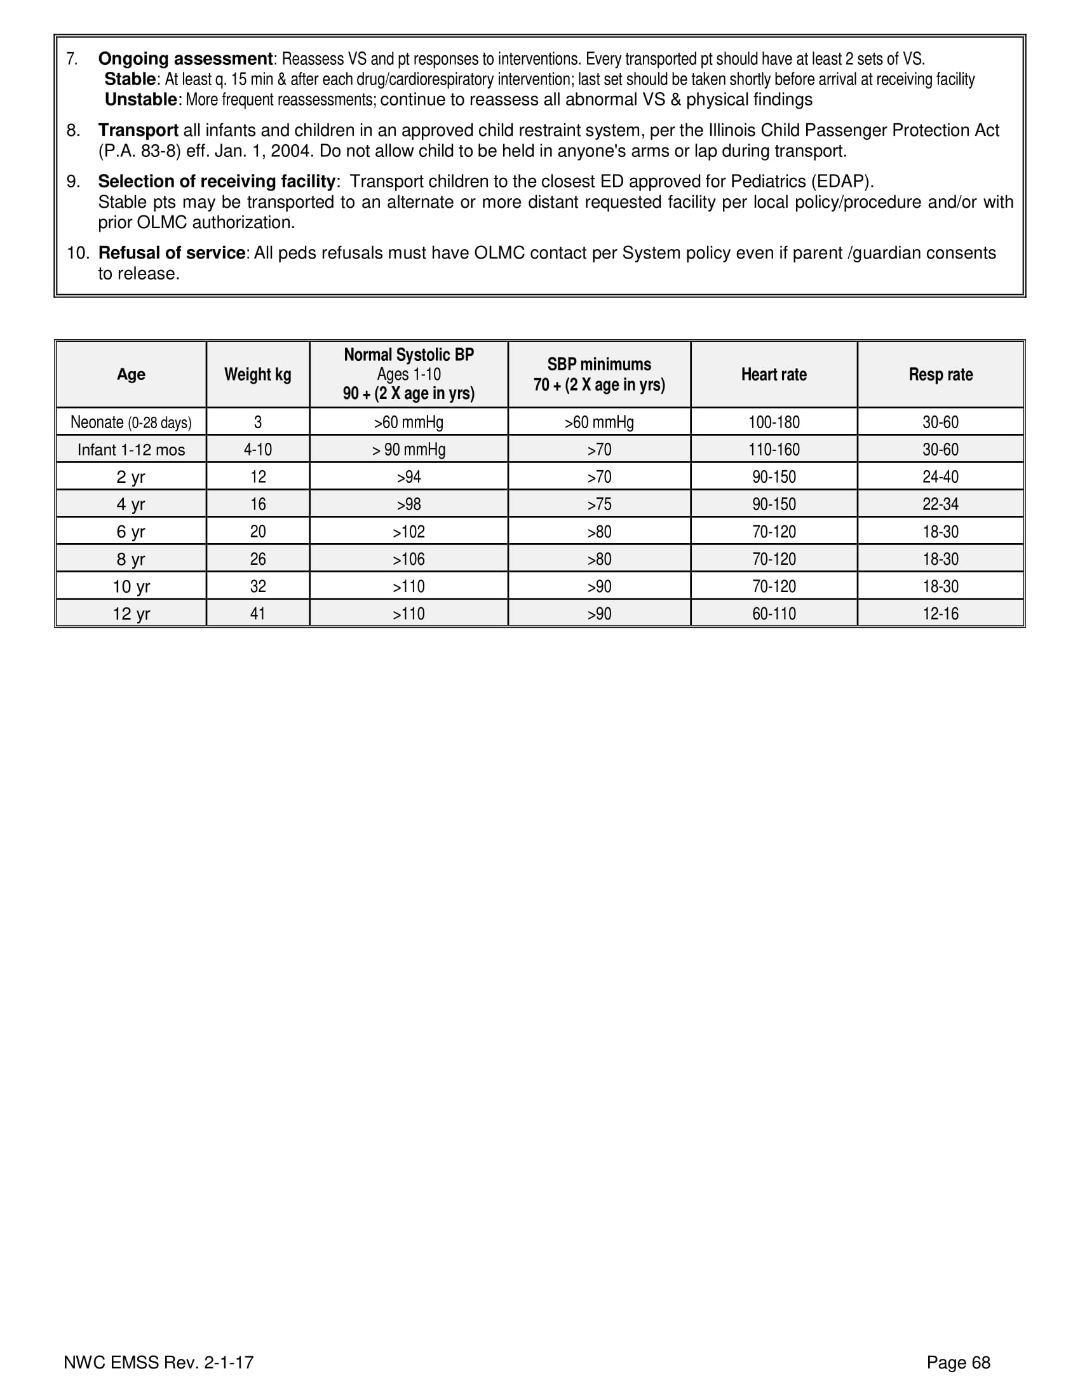 7. Ongoing assessment: Reassess VS and pt responses to interventions. Every transported pt should have at least 2 sets of VS.
Stable: At least q. 15 min & after each drug/cardiorespiratory intervention; last set should be taken shortly before arrival at receiving facility
Unstable: More frequent reassessments; continue to reassess all abnormal VS & physical findings
8. Transport all infants and children in an approved child restraint system, per the Illinois Child Passenger Protection Act
(P.A. 83-8) eff. Jan. 1, 2004. Do not allow child to be held in anyone's arms or lap during transport.
9. Selection of receiving facility: Transport children to the closest ED approved for Pediatrics (EDAP).
Stable pts may be transported to an alternate or more distant requested facility per local policy/procedure and/or with
prior OLMC authorization.
10. Refusal of service: All peds refusals must have OLMC contact per System policy even if parent /guardian consents
to release.
Age Weight kg Normal Systolic BP Ages 1-10 90 + (2 X age in yrs) SBP minimums 70 + (2 X age in yrs) Heart rate Resp rate
Neonate (0-28 days) 3 >60 mmHg >60 mmHg 100-180 30-60
Infant 1-12 mos 4-10 > 90 mmHg >70 110-160 30-60
2 yr 12 >94 >70 90-150 24-40
4 yr 16 >98 >75 90-150 22-34
6 yr 20 >102 >80 70-120 18-30
8 yr 26 >106 >80 70-120 18-30
10 yr 32 >110 >90 70-120 18-30
12 yr 41 >110 >90 60-110 12-16
NWC EMSS Rev. 2-1-17 Page 68